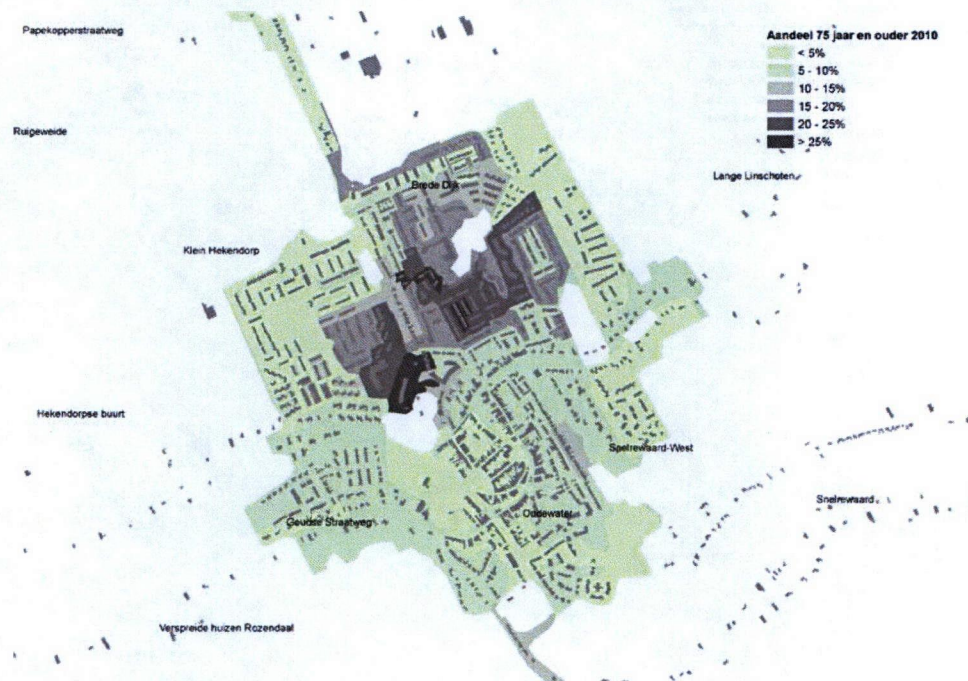 Papekopperstraatweg
Aandeel 75 jaar en ouder 2010
< 5%
5 - 10%
10 - 15%
15 - 20%
20 - 25%
> 25%
Ruigeweide
Lange Linschoten
Brede Dijk
Klein Hekendorp
Hekendorpse buurt
Snelrewaard-West
Snelrewaard
Goudse Straatweg
Oudewater
Verspreide huizen Rozendaal